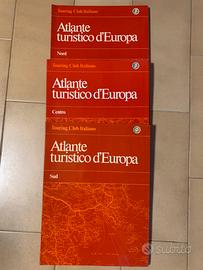 Touring Club Italiano
Atlante
turistico d'Europa
Nord
Touring Club Italiano
Atlante
turistico d'Europa
Centro
Touring Club Italiano
Atlante
turistico d'Europa
Sud
subito